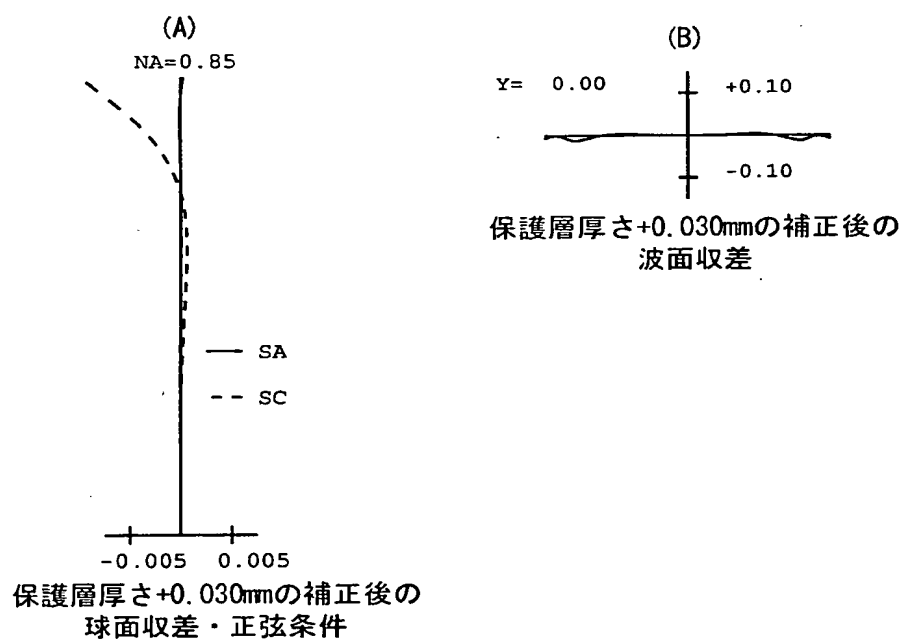 (A)
NA=0.85
SA
SC
-0.005 0.005
保護層厚さ+0.030mmの補正後の
球面収差・正弦条件
(B)
Y= 0.00
+0.10
-0.10
保護層厚さ+0.030mmの補正後の
波面収差